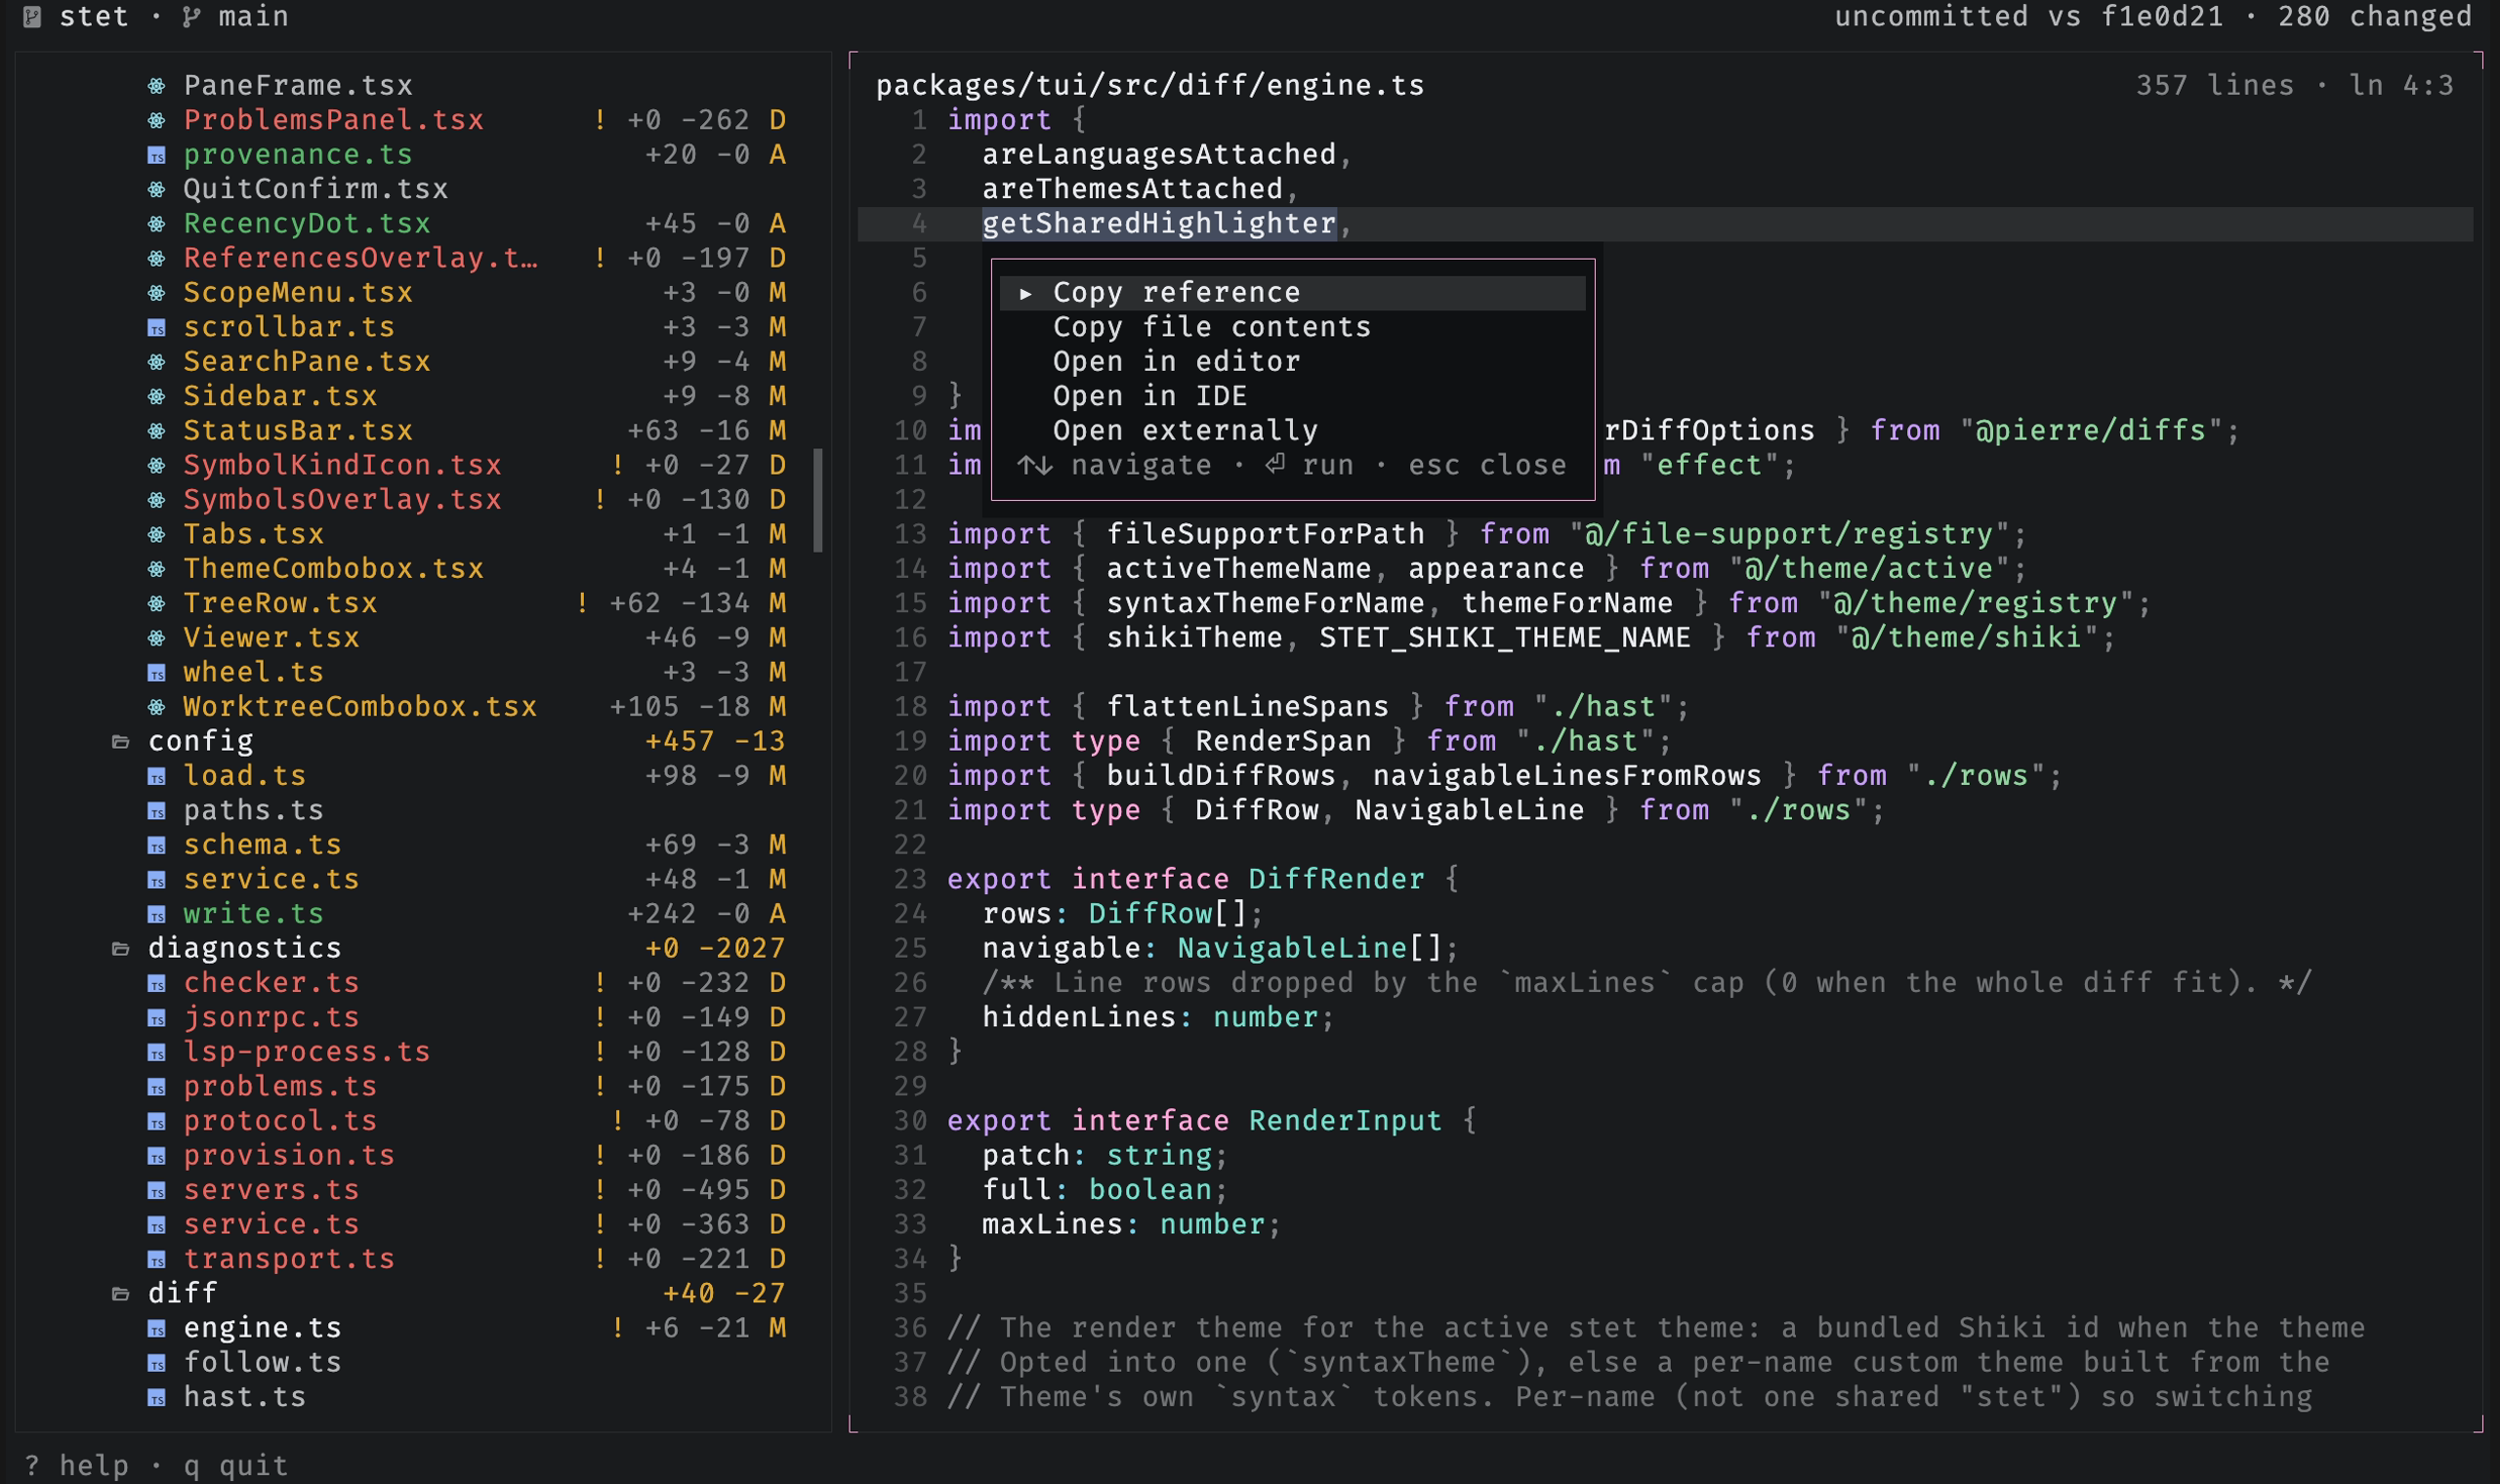 stet · main
uncommitted vs f1e0d21 · 280 changed
PaneFrame.tsx
ProblemsPanel.tsx ! +0 -262 D
provenance.ts +20 -0 A
QuitConfirm.tsx
RecencyDot.tsx +45 -0 A
ReferencesOverlay.t… ! +0 -197 D
ScopeMenu.tsx +3 -0 M
scrollbar.ts +3 -3 M
SearchPane.tsx +9 -4 M
Sidebar.tsx +9 -8 M
StatusBar.tsx +63 -16 M
SymbolKindIcon.tsx ! +0 -27 D
SymbolsOverlay.tsx ! +0 -130 D
Tabs.tsx +1 -1 M
ThemeCombobox.tsx +4 -1 M
TreeRow.tsx ! +62 -134 M
Viewer.tsx +46 -9 M
wheel.ts +3 -3 M
WorktreeCombobox.tsx +105 -18 M
config +457 -13
load.ts +98 -9 M
paths.ts
schema.ts +69 -3 M
service.ts +48 -1 M
write.ts +242 -0 A
diagnostics +0 -2027
checker.ts ! +0 -232 D
jsonrpc.ts ! +0 -149 D
lsp-process.ts ! +0 -128 D
problems.ts ! +0 -175 D
protocol.ts ! +0 -78 D
provision.ts ! +0 -186 D
servers.ts ! +0 -495 D
service.ts ! +0 -363 D
transport.ts ! +0 -221 D
diff +40 -27
engine.ts ! +6 -21 M
follow.ts
hast.ts
packages/tui/src/diff/engine.ts 357 lines · ln 4:3
1 import {
2 areLanguagesAttached,
3 areThemesAttached,
4 getSharedHighlighter,
5
6 ▸ Copy reference
7 Copy file contents
8 Open in editor
9 } Open in IDE
10 im Open externally rDiffOptions } from "@pierre/diffs";
11 im ↑↓ navigate · ⏎ run · esc close m "effect";
12
13 import { fileSupportForPath } from "@/file-support/registry";
14 import { activeThemeName, appearance } from "@/theme/active";
15 import { syntaxThemeForName, themeForName } from "@/theme/registry";
16 import { shikiTheme, STET_SHIKI_THEME_NAME } from "@/theme/shiki";
17
18 import { flattenLineSpans } from "./hast";
19 import type { RenderSpan } from "./hast";
20 import { buildDiffRows, navigableLinesFromRows } from "./rows";
21 import type { DiffRow, NavigableLine } from "./rows";
22
23 export interface DiffRender {
24 rows: DiffRow[];
25 navigable: NavigableLine[];
26 /** Line rows dropped by the `maxLines` cap (0 when the whole diff fit). */
27 hiddenLines: number;
28 }
29
30 export interface RenderInput {
31 patch: string;
32 full: boolean;
33 maxLines: number;
34 }
35
36 // The render theme for the active stet theme: a bundled Shiki id when the theme
37 // Opted into one (`syntaxTheme`), else a per-name custom theme built from the
38 // Theme's own `syntax` tokens. Per-name (not one shared "stet") so switching
? help · q quit